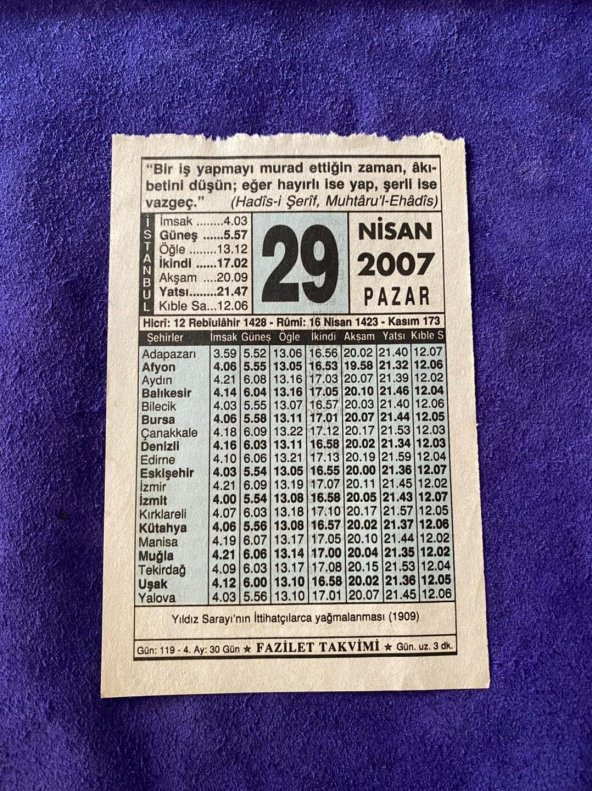 “Bir iş yapmayı murad ettiğin zaman, âkı-
betini düşün; eğer hayırlı ise yap, şerli ise
vazgeç.” (Hadîs-i Şerîf, Muhtâru'l-Ehâdîs)
İSTANBUL
İmsak ........4.03
Güneş ......5.57
Öğle .........13.12
İkindi ......17.02
Akşam ....20.09
Yatsı........21.47
Kıble Sa...12.06
29
NİSAN
2007
PAZAR
Hicrî: 12 Rebîulâhir 1428 - Rûmî: 16 Nisan 1423 - Kasım 173
Şehirler İmsak Güneş Öğle İkindi Akşam Yatsı Kıble S
Adapazarı 3.59 5.52 13.06 16.56 20.02 21.40 12.07
Afyon 4.06 5.55 13.05 16.53 19.58 21.32 12.06
Aydın 4.21 6.08 13.16 17.03 20.07 21.39 12.02
Balıkesir 4.14 6.04 13.16 17.05 20.10 21.46 12.04
Bilecik 4.03 5.55 13.07 16.57 20.03 21.40 12.06
Bursa 4.06 5.58 13.11 17.01 20.07 21.44 12.05
Çanakkale 4.18 6.09 13.22 17.12 20.17 21.53 12.03
Denizli 4.16 6.03 13.11 16.58 20.02 21.34 12.03
Edirne 4.10 6.06 13.21 17.13 20.19 21.59 12.04
Eskişehir 4.03 5.54 13.05 16.55 20.00 21.36 12.07
İzmir 4.21 6.09 13.19 17.07 20.11 21.45 12.02
İzmit 4.00 5.54 13.08 16.58 20.05 21.43 12.07
Kırklareli 4.07 6.03 13.18 17.10 20.17 21.57 12.05
Kütahya 4.06 5.56 13.08 16.57 20.02 21.37 12.06
Manisa 4.19 6.07 13.17 17.05 20.10 21.44 12.02
Muğla 4.21 6.06 13.14 17.00 20.04 21.35 12.02
Tekirdağ 4.09 6.03 13.17 17.08 20.15 21.53 12.04
Uşak 4.12 6.00 13.10 16.58 20.02 21.36 12.05
Yalova 4.03 5.56 13.10 17.01 20.07 21.45 12.06
Yıldız Sarayı'nın İttihatçılarca yağmalanması (1909)
Gün: 119 - 4. Ay: 30 Gün ★ FAZİLET TAKVİMİ ★ Gün. uz. 3 dk.